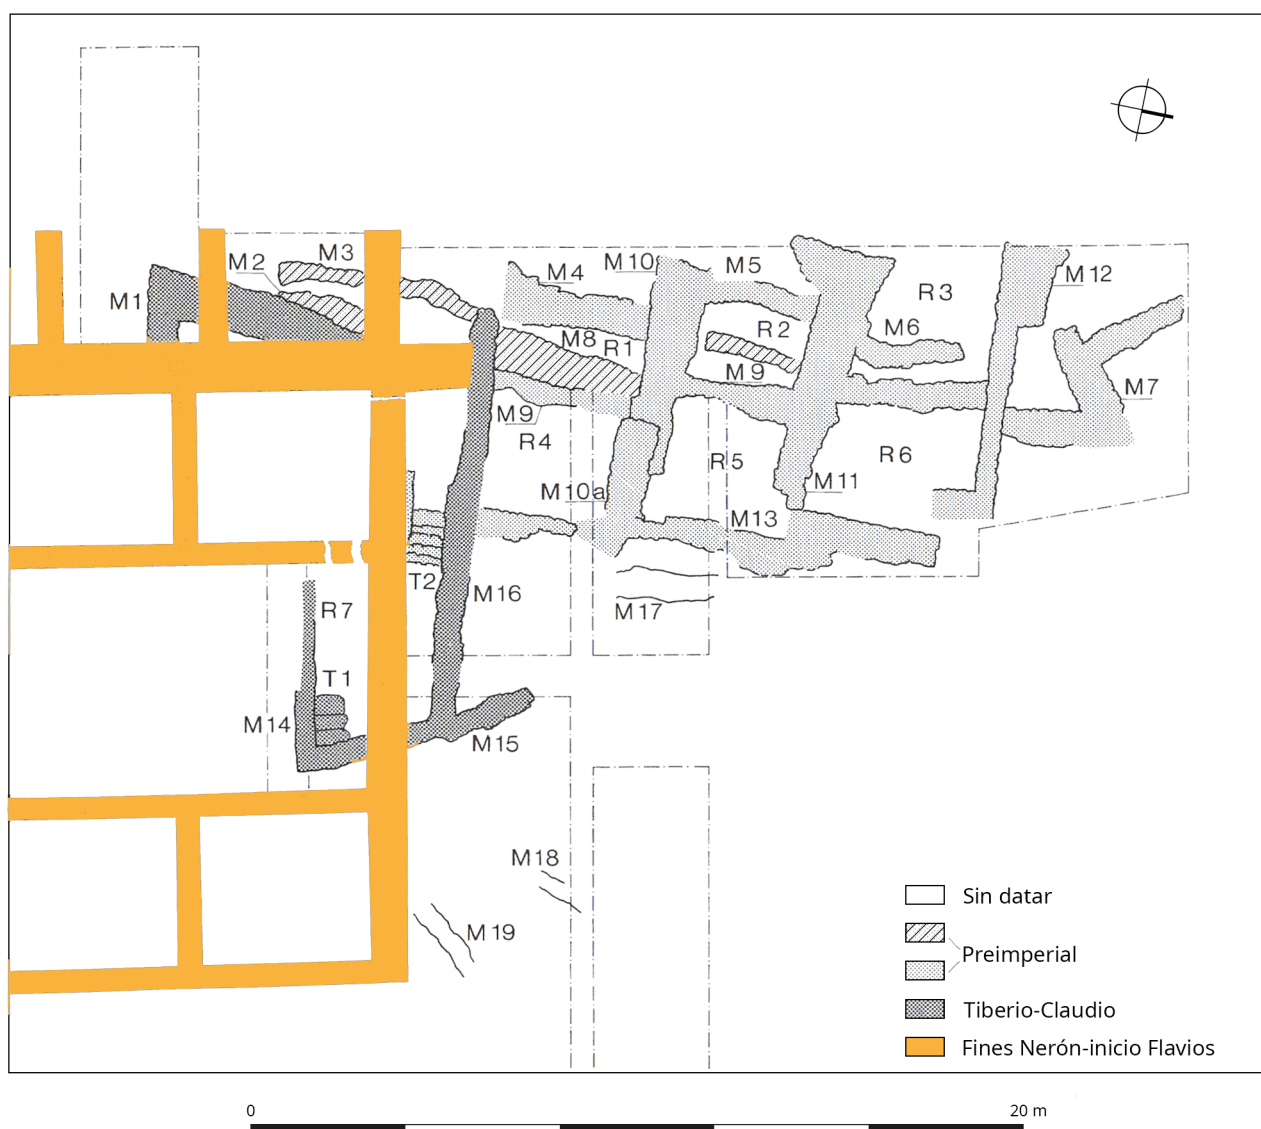 M3
M2
M10
M5
M4
M12
R3
M1
R2
M6
M8
R1
M9
M7
M9
R4
R5
R6
M11
M10a
M13
T2
M16
R7
M17
T1
M14
M15
M18
M19
Sin datar
Preimperial
Tiberio-Claudio
Fines Nerón-inicio Flavios
0
20 m